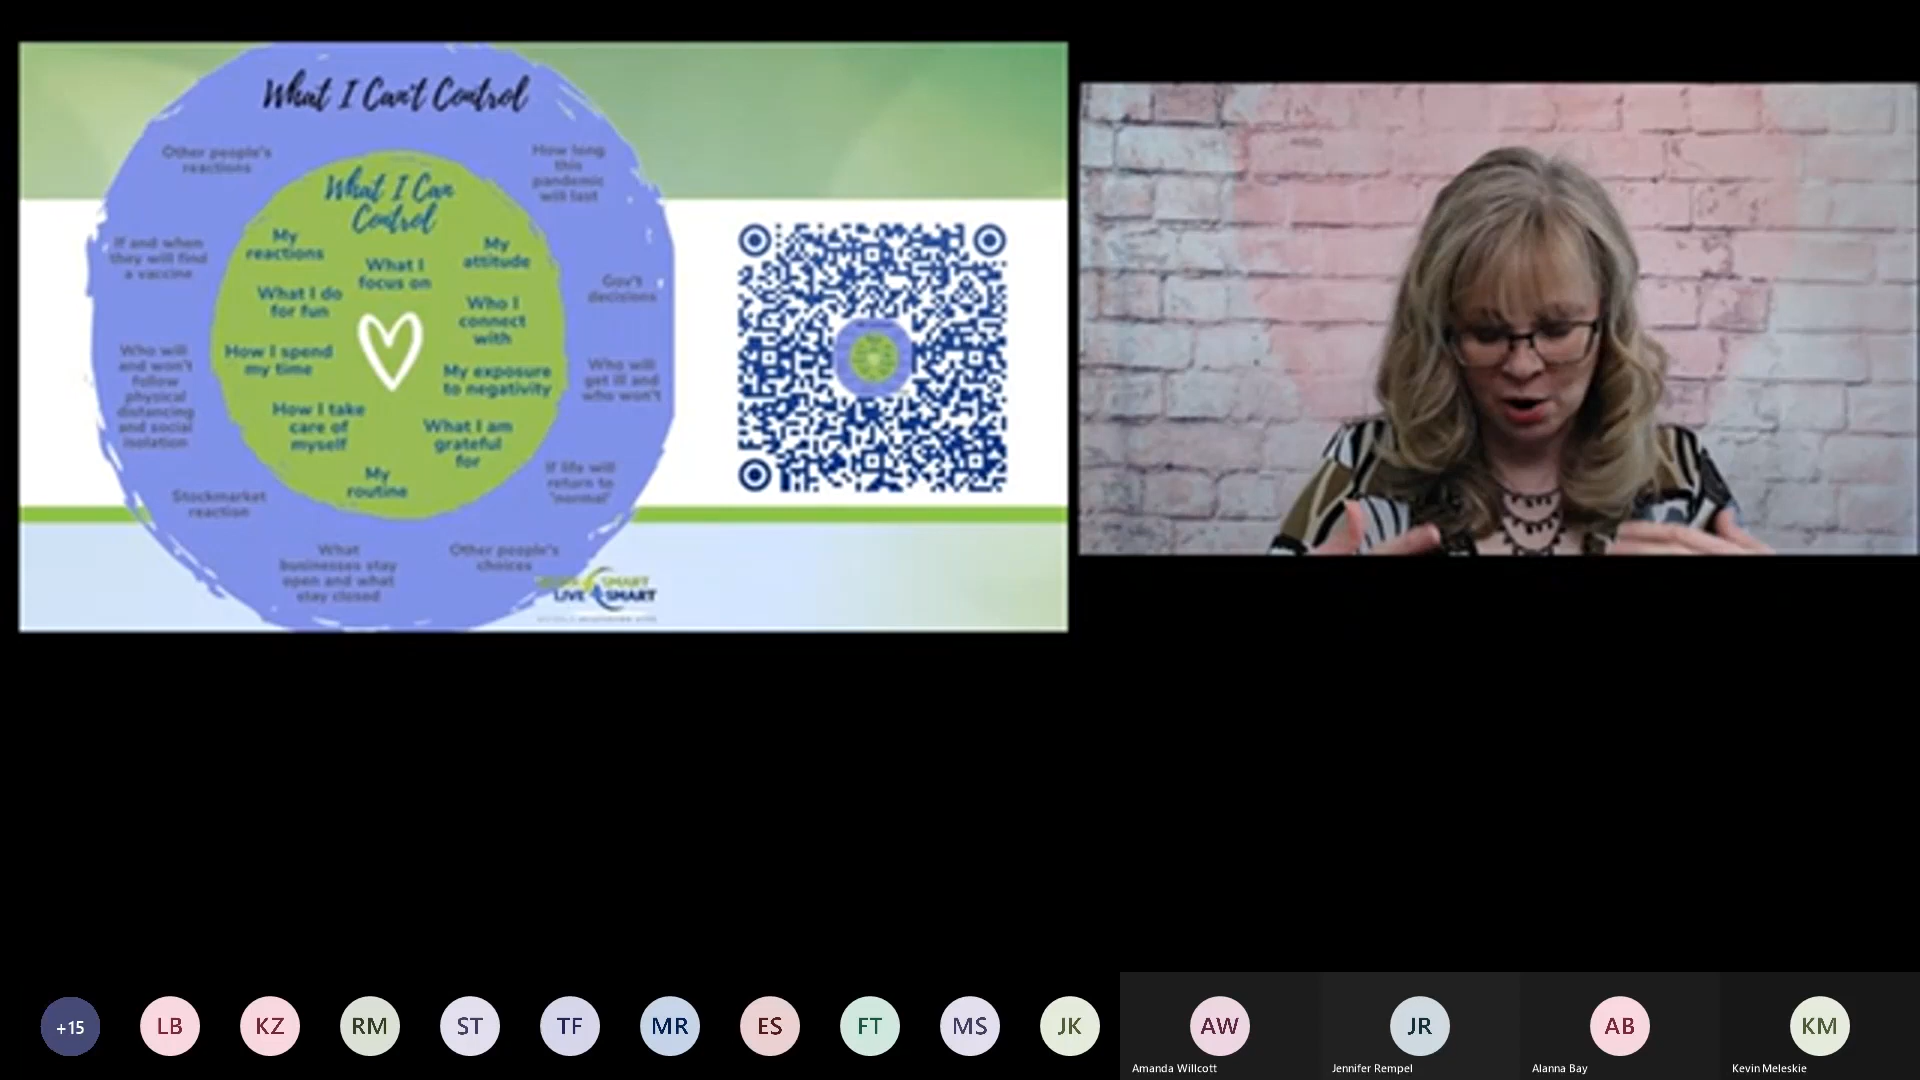 What I Can't Control
Other people's
reactions
How long
this
pandemic
will last
What I Can
Control
If and when
they will find
a vaccine
My
reactions
What I
focus on
My
attitude
Gov't
decisions
What I do
for fun
Who I
connect
with
Who will
and won't
follow
physical
distancing
and social
isolation
How I spend
my time
My exposure
to negativity
Who will
get ill and
who won't
How I take
care of
myself
What I am
grateful
for
My
routine
If life will
return to
'normal'
Stockmarket
reaction
What
businesses stay
open and what
stay closed
Other people's
choices
SMART
LIVE SMART
+15
LB
KZ
RM
ST
TF
MR
ES
FT
MS
JK
AW
JR
AB
KM
Amanda Willcott
Jennifer Rempel
Alanna Bay
Kevin Meleskie